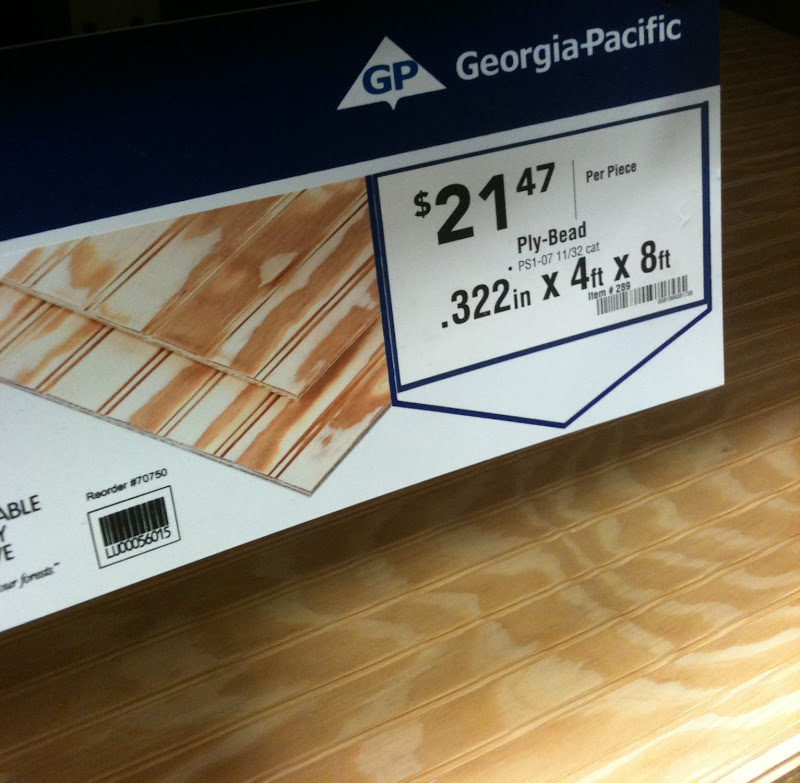 GP Georgia-Pacific
$21 47 Per Piece
Ply-Bead
• PS1-07 11/32 cat
.322in x 4ft x 8ft
Item # 289
Reorder #70750
LU00056015
ABLE
Y
VE
our forests.™